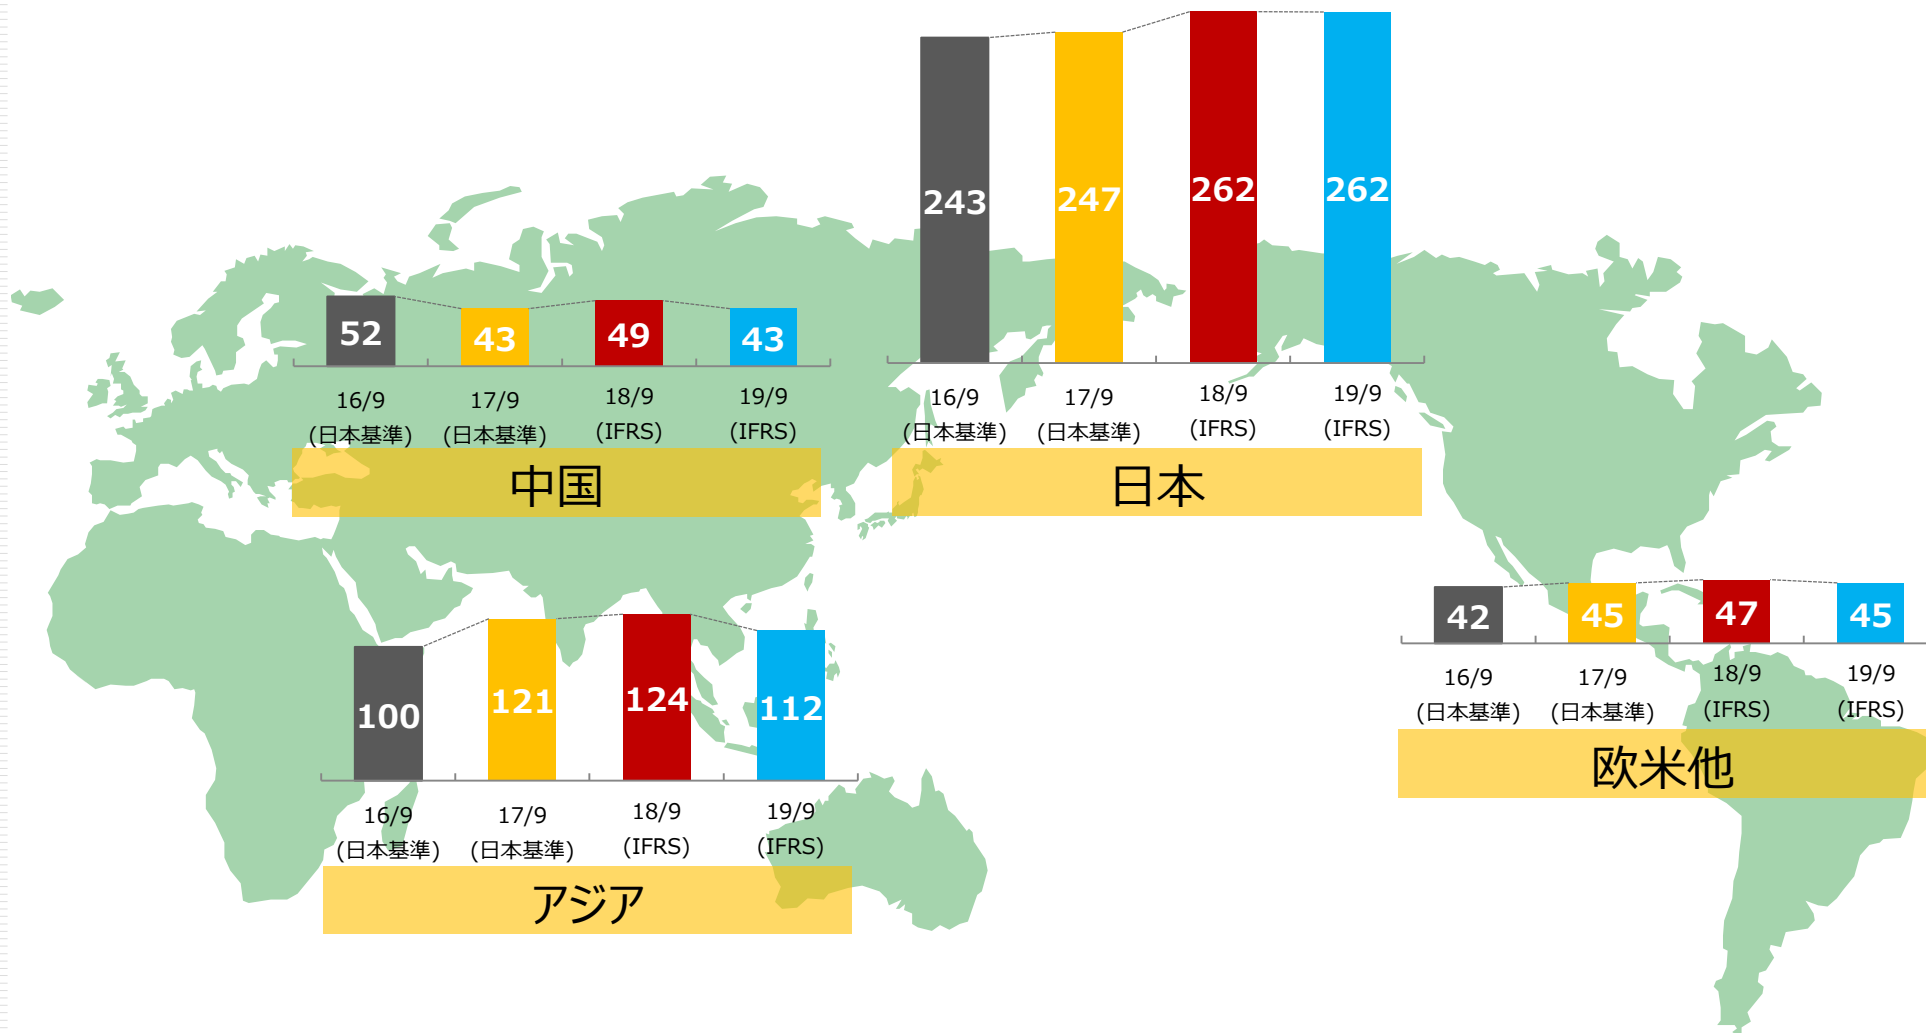 243
247
262
262
16/9
17/9
18/9
19/9
(日本基準)
(日本基準)
(IFRS)
(IFRS)
日本
52
43
49
43
16/9
17/9
18/9
19/9
(日本基準)
(日本基準)
(IFRS)
(IFRS)
中国
42
45
47
45
16/9
17/9
18/9
19/9
(日本基準)
(日本基準)
(IFRS)
(IFRS)
欧米他
100
121
124
112
16/9
17/9
18/9
19/9
(日本基準)
(日本基準)
(IFRS)
(IFRS)
アジア